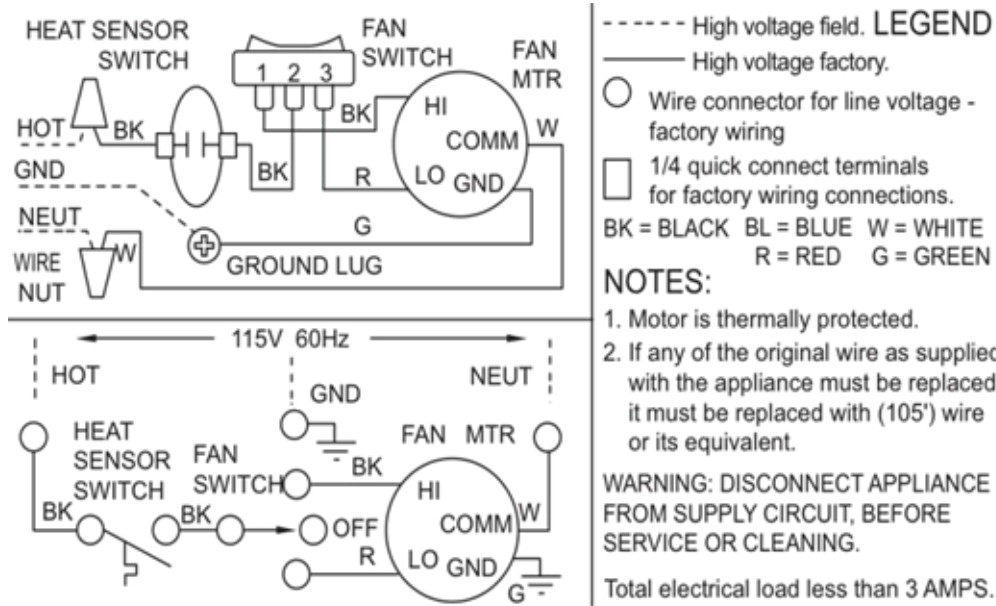 HEAT SENSOR
SWITCH
FAN
SWITCH
1 2 3
FAN
MTR
HOT
BK
BK
HI
COMM
W
GND
BK
R
LO
GND
NEUT
G
WIRE
NUT
W
GROUND LUG
115V 60Hz
HOT
NEUT
GND
HEAT
SENSOR
SWITCH
FAN
SWITCH
FAN MTR
BK
HI
BK
BK
OFF
COMM
W
R
LO
GND
G
- High voltage field. LEGEND
High voltage factory.
Wire connector for line voltage -
factory wiring
1/4 quick connect terminals
for factory wiring connections.
BK = BLACK BL = BLUE W = WHITE
R = RED G = GREEN
NOTES:
1. Motor is thermally protected.
2. If any of the original wire as supplied
with the appliance must be replaced
it must be replaced with (105') wire
or its equivalent.
WARNING: DISCONNECT APPLIANCE
FROM SUPPLY CIRCUIT, BEFORE
SERVICE OR CLEANING.
Total electrical load less than 3 AMPS.